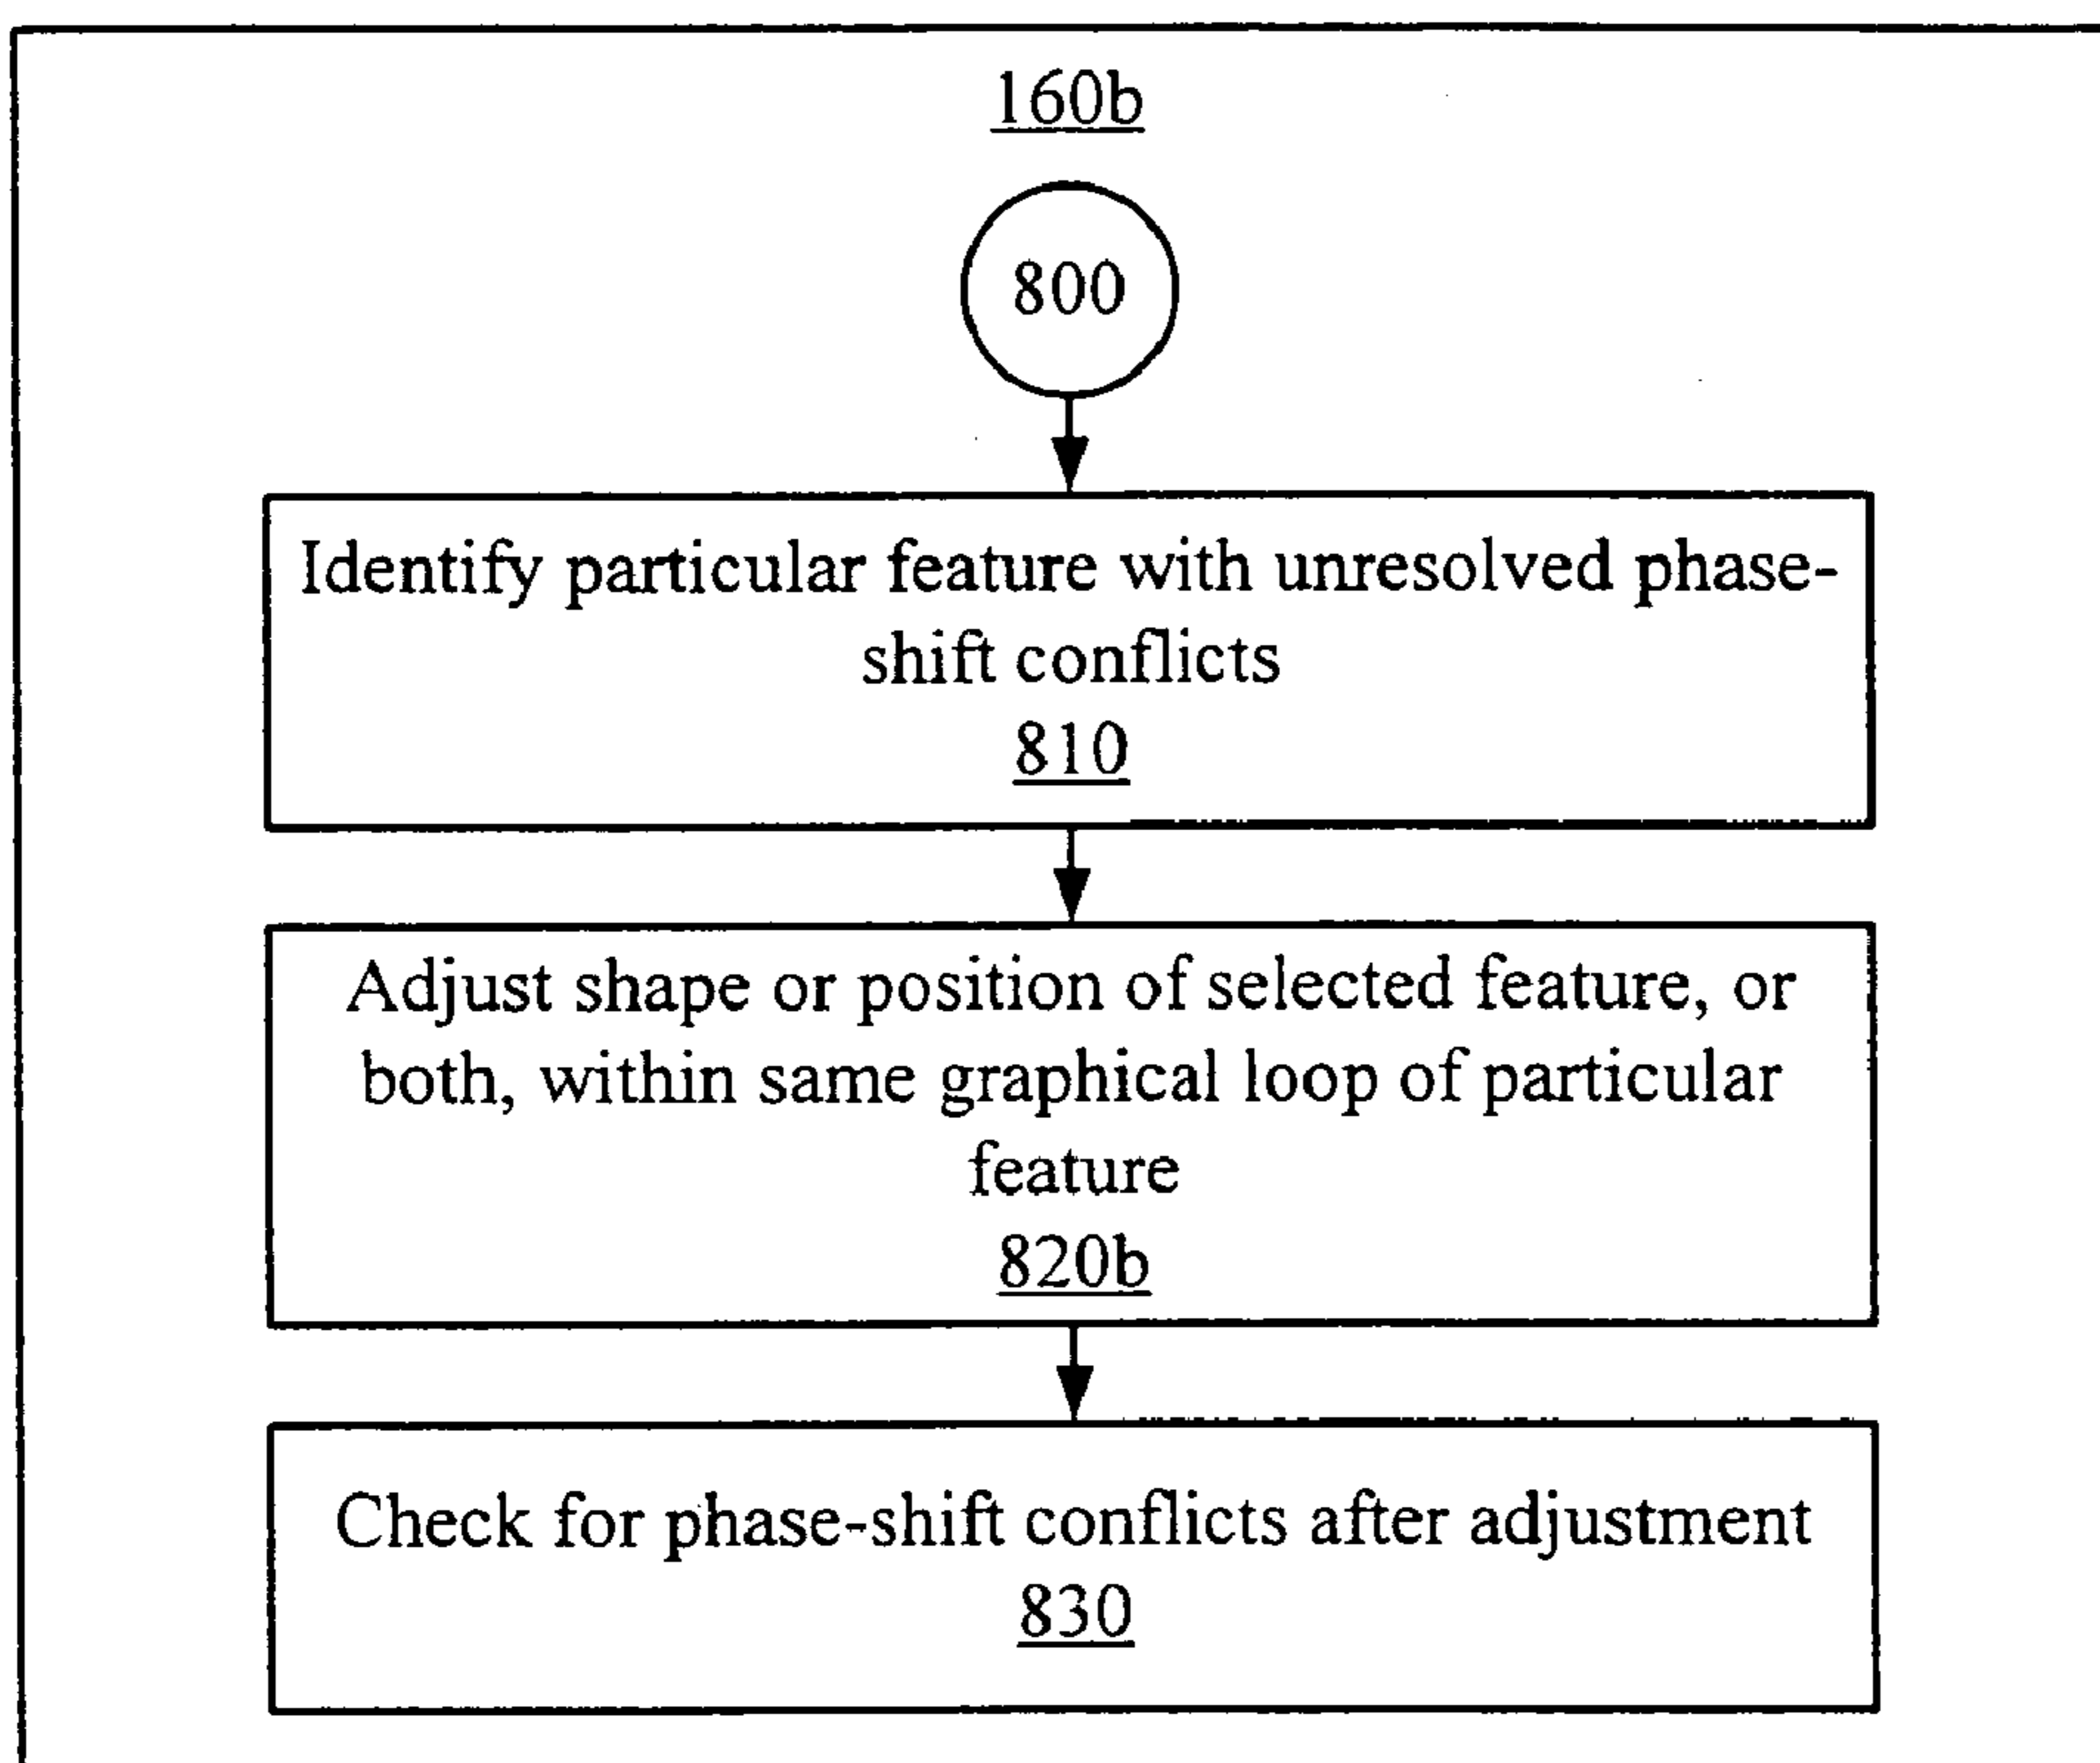 160b
800
Identify particular feature with unresolved phase-
shift conflicts
810
Adjust shape or position of selected feature, or
both, within same graphical loop of particular
feature
820b
Check for phase-shift conflicts after adjustment
830